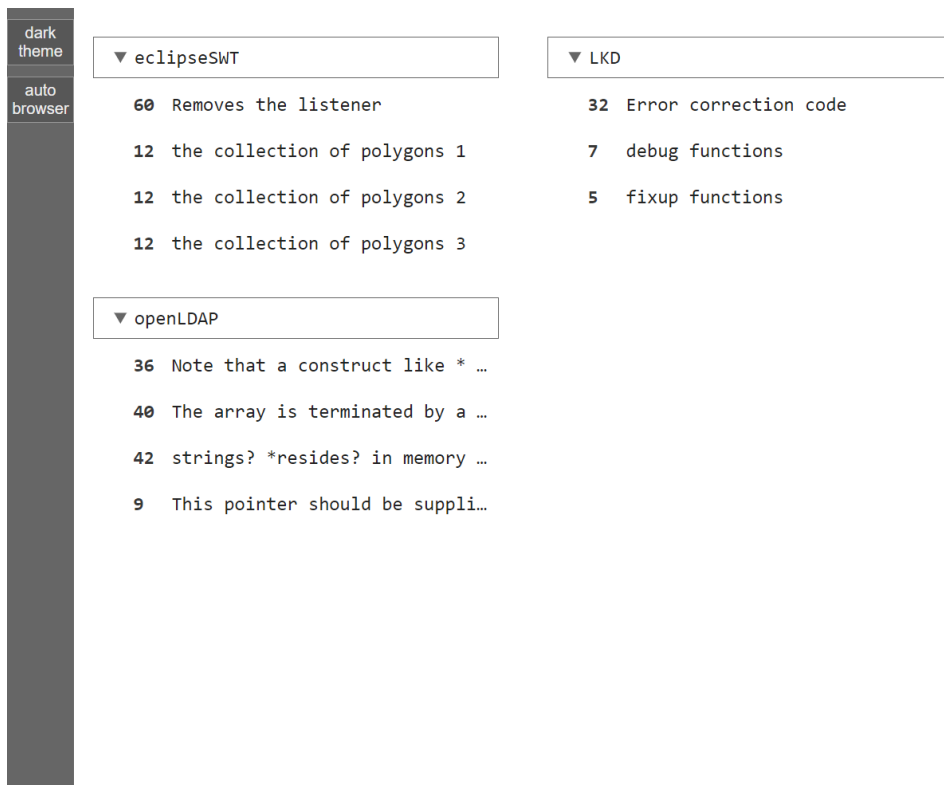 dark
theme
auto
browser
▼ eclipseSWT
60 Removes the listener
12 the collection of polygons 1
12 the collection of polygons 2
12 the collection of polygons 3
▼ openLDAP
36 Note that a construct like * …
40 The array is terminated by a …
42 strings? *resides? in memory …
9 This pointer should be suppli…
▼ LKD
32 Error correction code
7 debug functions
5 fixup functions